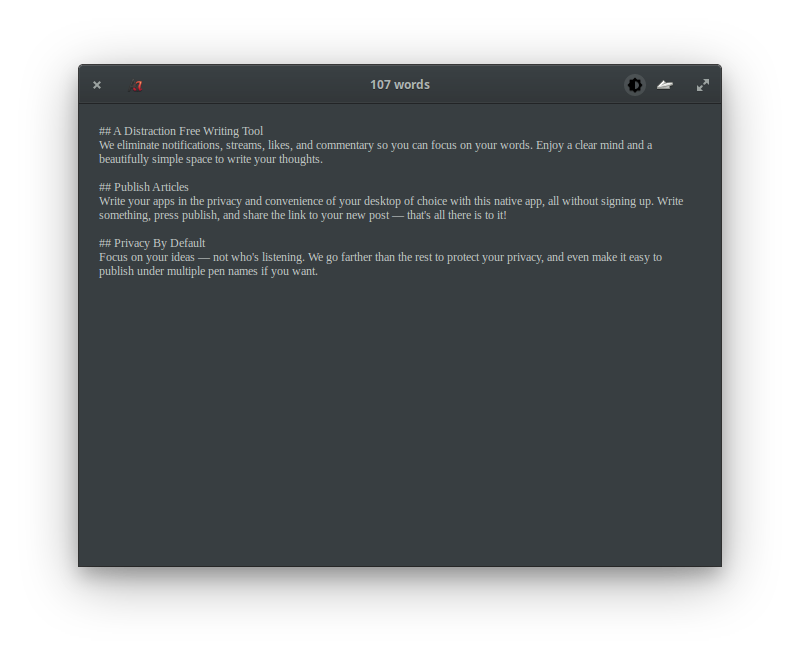 107 words
## A Distraction Free Writing Tool
We eliminate notifications, streams, likes, and commentary so you can focus on your words. Enjoy a clear mind and a
beautifully simple space to write your thoughts.
## Publish Articles
Write your apps in the privacy and convenience of your desktop of choice with this native app, all without signing up. Write
something, press publish, and share the link to your new post — that's all there is to it!
## Privacy By Default
Focus on your ideas — not who's listening. We go farther than the rest to protect your privacy, and even make it easy to
publish under multiple pen names if you want.